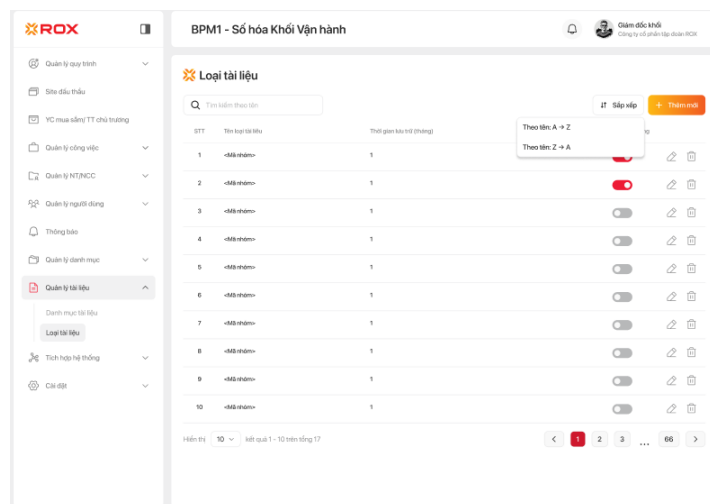 ROX
BPM1 - Số hóa Khối Vận hành
Giám đốc khối
Công ty cổ phần tập đoàn ROX
Quản lý quy trình
Site đấu thầu
YC mua sắm/ TT chủ trương
Quản lý công việc
Quản lý NT/NCC
Quản lý người dùng
Thông báo
Quản lý danh mục
Quản lý tài liệu
Danh mục tài liệu
Loại tài liệu
Tích hợp hệ thống
Cài đặt
Loại tài liệu
Tìm kiếm theo tên
Sắp xếp
+ Thêm mới
Theo tên: A → Z
Theo tên: Z → A
STT Tên loại tài liệu Thời gian lưu trữ (tháng)
1 <Mã nhóm> 1
2 <Mã nhóm> 1
3 <Mã nhóm> 1
4 <Mã nhóm> 1
5 <Mã nhóm> 1
6 <Mã nhóm> 1
7 <Mã nhóm> 1
8 <Mã nhóm> 1
9 <Mã nhóm> 1
10 <Mã nhóm> 1
Hiển thị 10 kết quả 1 - 10 trên tổng 17
1 2 3 ... 66